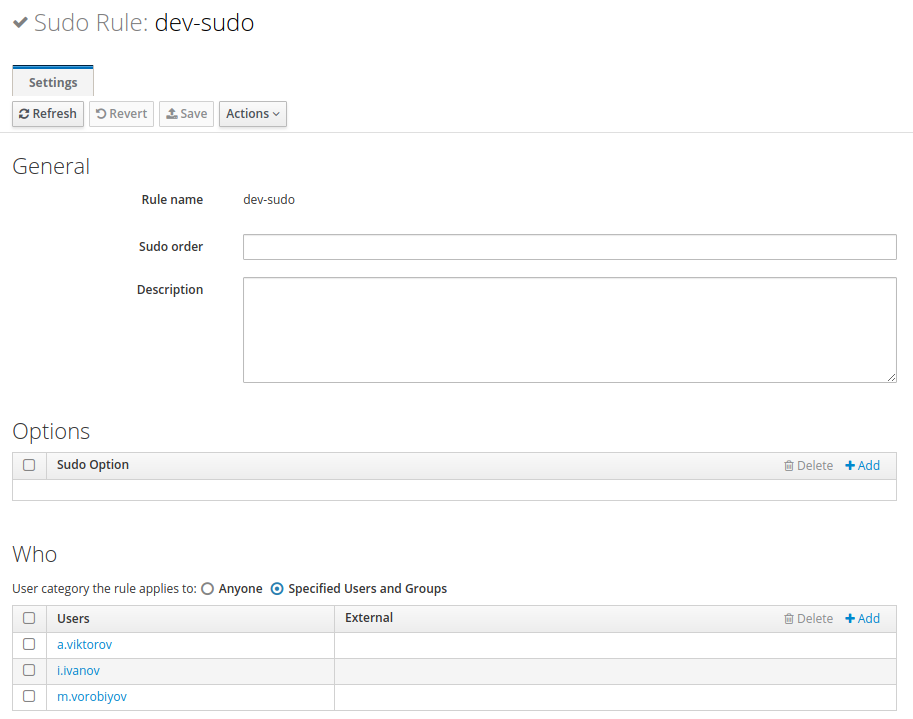 Sudo Rule: dev-sudo
Settings
Refresh Revert Save Actions
General
Rule name dev-sudo
Sudo order
Description
Options
Sudo Option Delete Add
Who
User category the rule applies to: Anyone Specified Users and Groups
Users External Delete Add
a.viktorov
i.ivanov
m.vorobiyov